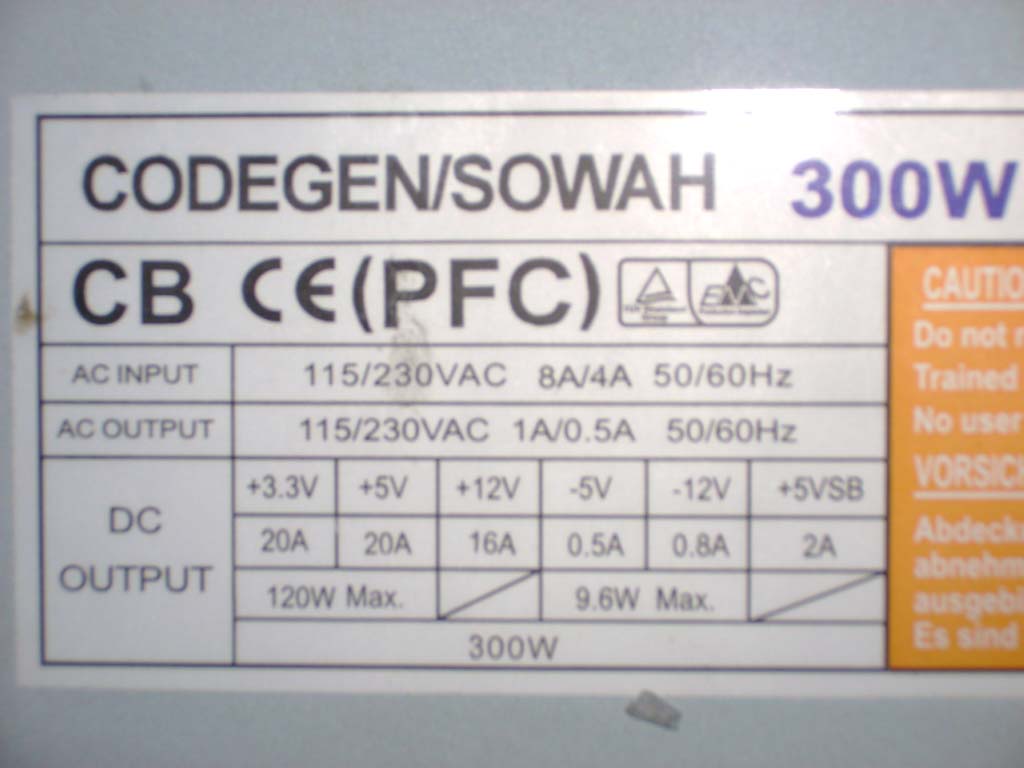 CODEGEN/SOWAH 300W
CB CE (PFC)
AC INPUT 115/230VAC 8A/4A 50/60Hz
AC OUTPUT 115/230VAC 1A/0.5A 50/60Hz
DC OUTPUT
+3.3V +5V +12V -5V -12V +5VSB
20A 20A 16A 0.5A 0.8A 2A
120W Max. 9.6W Max.
300W
CAUTIO
Do not
Trained
No user
VORSICH
Abdeck
abnehm
ausgebi
Es sind